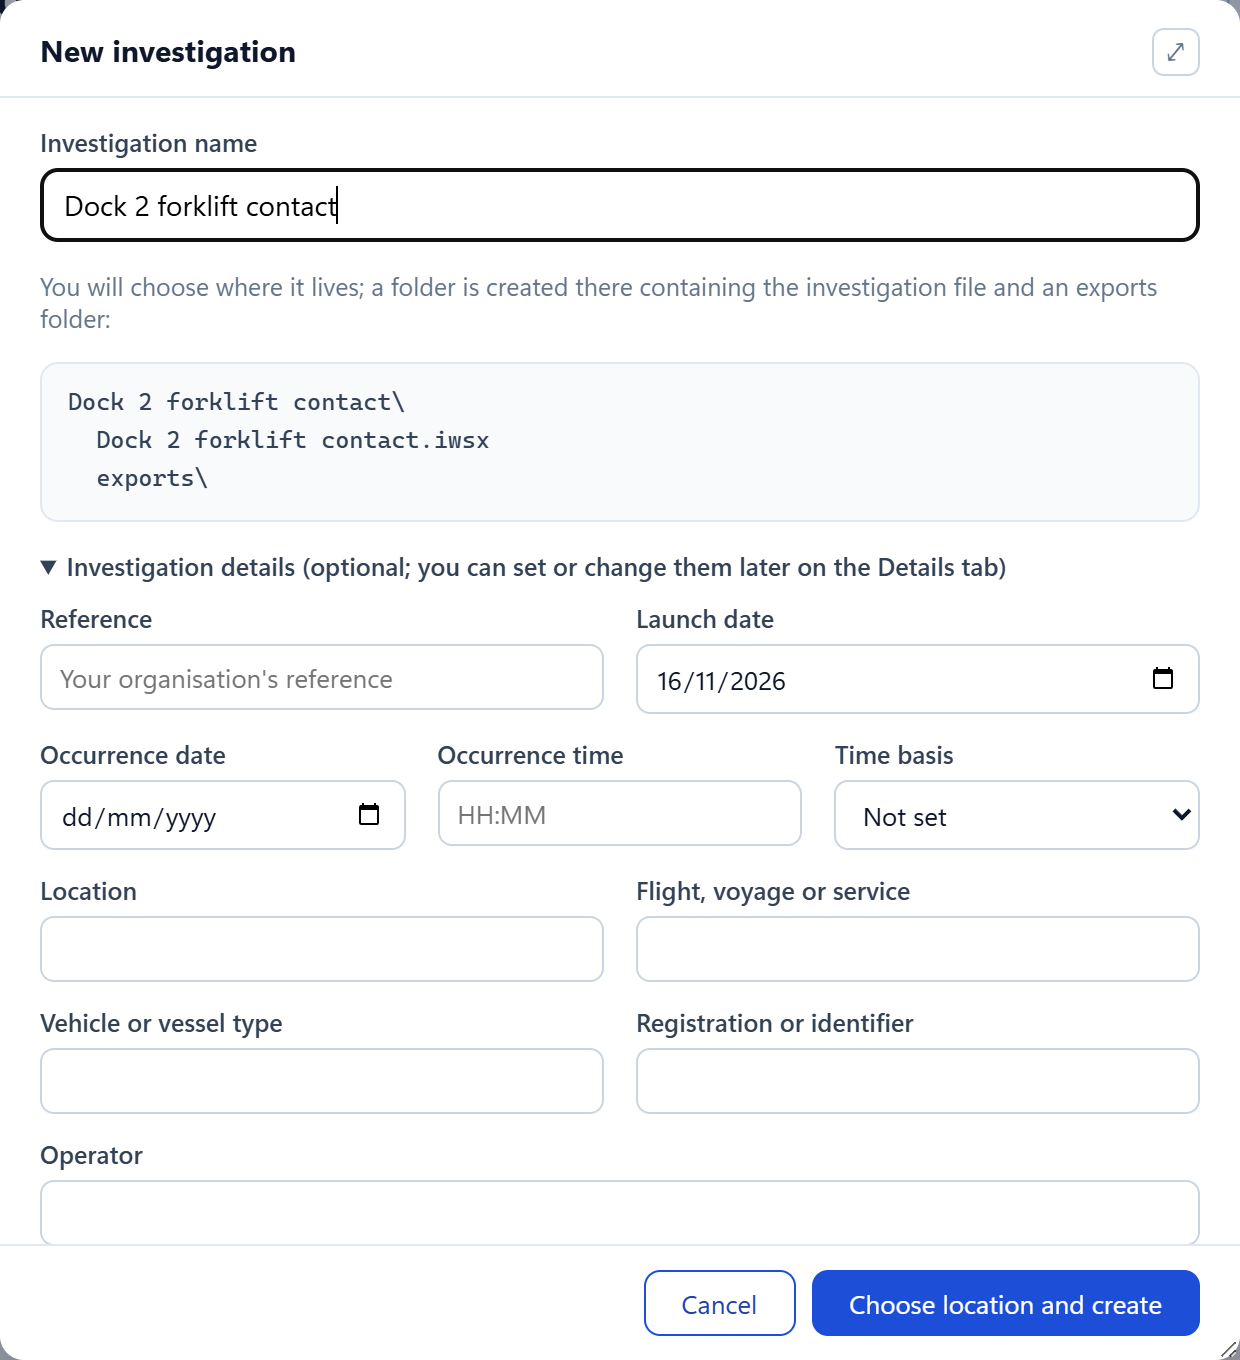 New investigation
Investigation name
Dock 2 forklift contact
You will choose where it lives; a folder is created there containing the investigation file and an exports
folder:
Dock 2 forklift contact\
Dock 2 forklift contact.iwsx
exports\
▼ Investigation details (optional; you can set or change them later on the Details tab)
Reference
Launch date
Your organisation's reference
16/11/2026
Occurrence date
Occurrence time
Time basis
dd/mm/yyyy
HH:MM
Not set
Location
Flight, voyage or service
Vehicle or vessel type
Registration or identifier
Operator
Cancel
Choose location and create